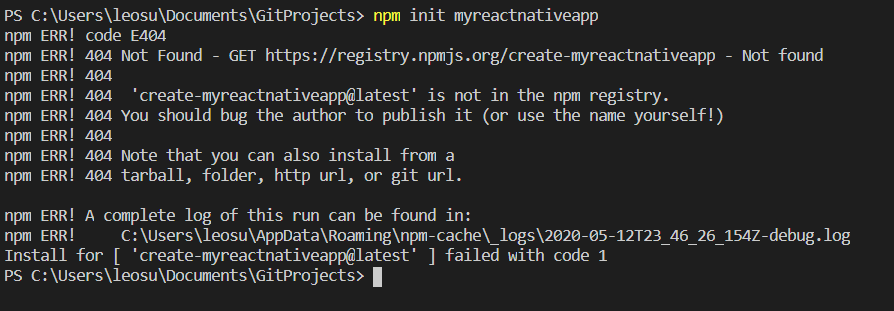 PS C:\Users\leosu\Documents\GitProjects> npm init myreactnativeapp
npm ERR! code E404
npm ERR! 404 Not Found - GET https://registry.npmjs.org/create-myreactnativeapp - Not found
npm ERR! 404
npm ERR! 404  'create-myreactnativeapp@latest' is not in the npm registry.
npm ERR! 404 You should bug the author to publish it (or use the name yourself!)
npm ERR! 404
npm ERR! 404 Note that you can also install from a
npm ERR! 404 tarball, folder, http url, or git url.

npm ERR! A complete log of this run can be found in:
npm ERR!     C:\Users\leosu\AppData\Roaming\npm-cache\_logs\2020-05-12T23_46_26_154Z-debug.log
Install for [ 'create-myreactnativeapp@latest' ] failed with code 1
PS C:\Users\leosu\Documents\GitProjects>